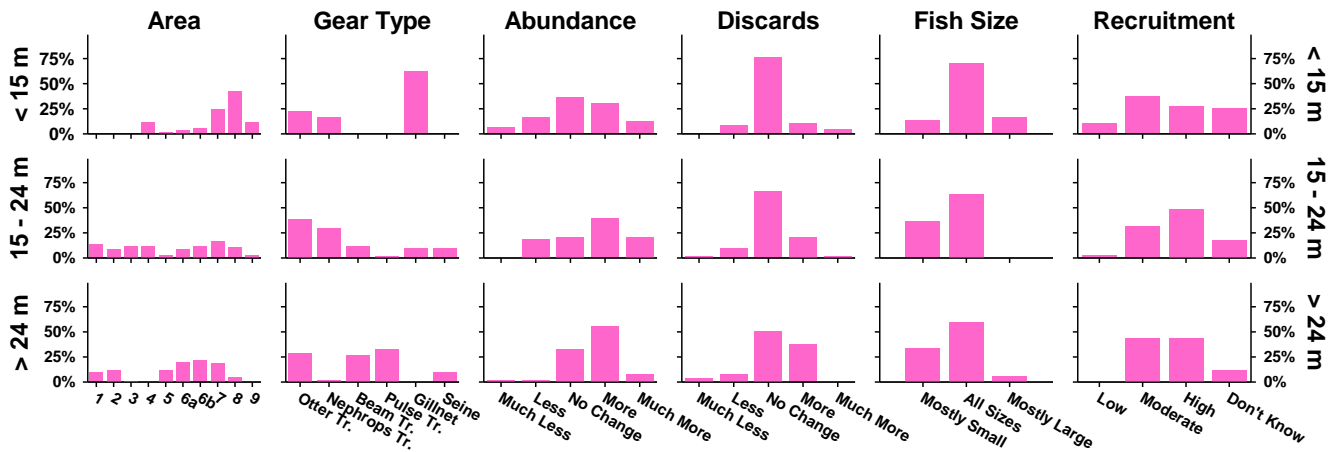 Area Gear Type Abundance Discards Fish Size Recruitment
< 15 m
75%
50%
25%
0%
75%
50%
25%
0%
< 15 m
15 - 24 m
75%
50%
25%
0%
75%
50%
25%
0%
15 - 24 m
> 24 m
75%
50%
25%
0%
75%
50%
25%
0%
> 24 m
1 2 3 4 5 6a 6b 7 8 9
Otter Tr. Nephrops Tr. Beam Tr. Pulse Tr. Gillnet Seine
Much Less Less No Change More Much More
Much Less Less No Change More Much More
Mostly Small All Sizes Mostly Large
Low Moderate High Don't Know